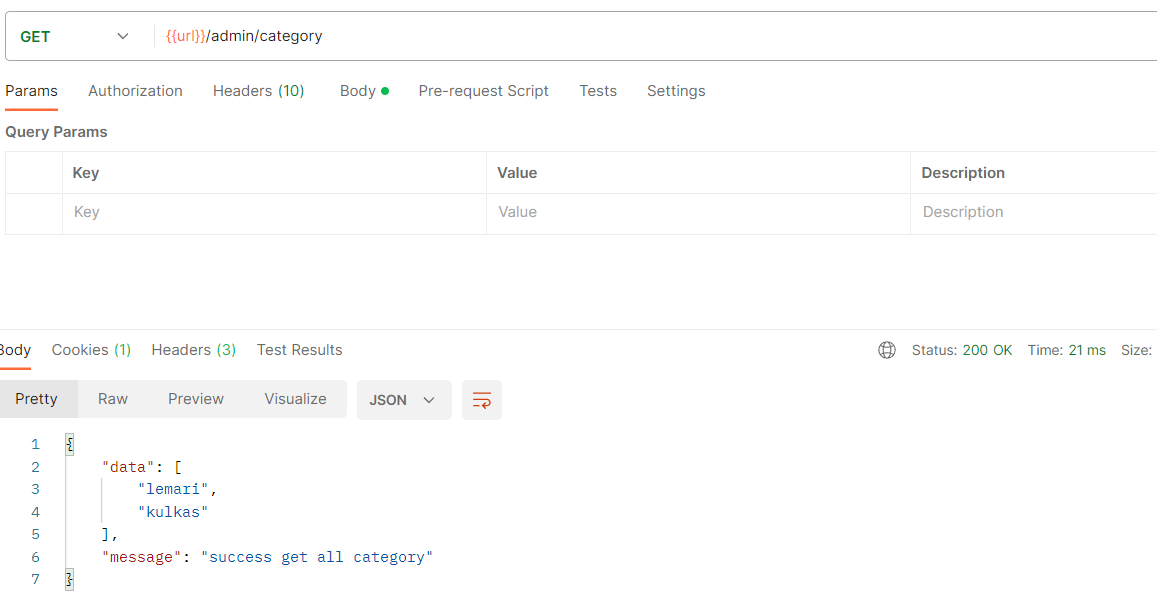 GET {{url}}/admin/category
Params Authorization Headers (10) Body Pre-request Script Tests Settings
Query Params
Key Value Description
Key Value Description
Body Cookies (1) Headers (3) Test Results Status: 200 OK Time: 21 ms Size:
Pretty Raw Preview Visualize JSON
1 {
2 "data": [
3 "lemari",
4 "kulkas"
5 ],
6 "message": "success get all category"
7 }